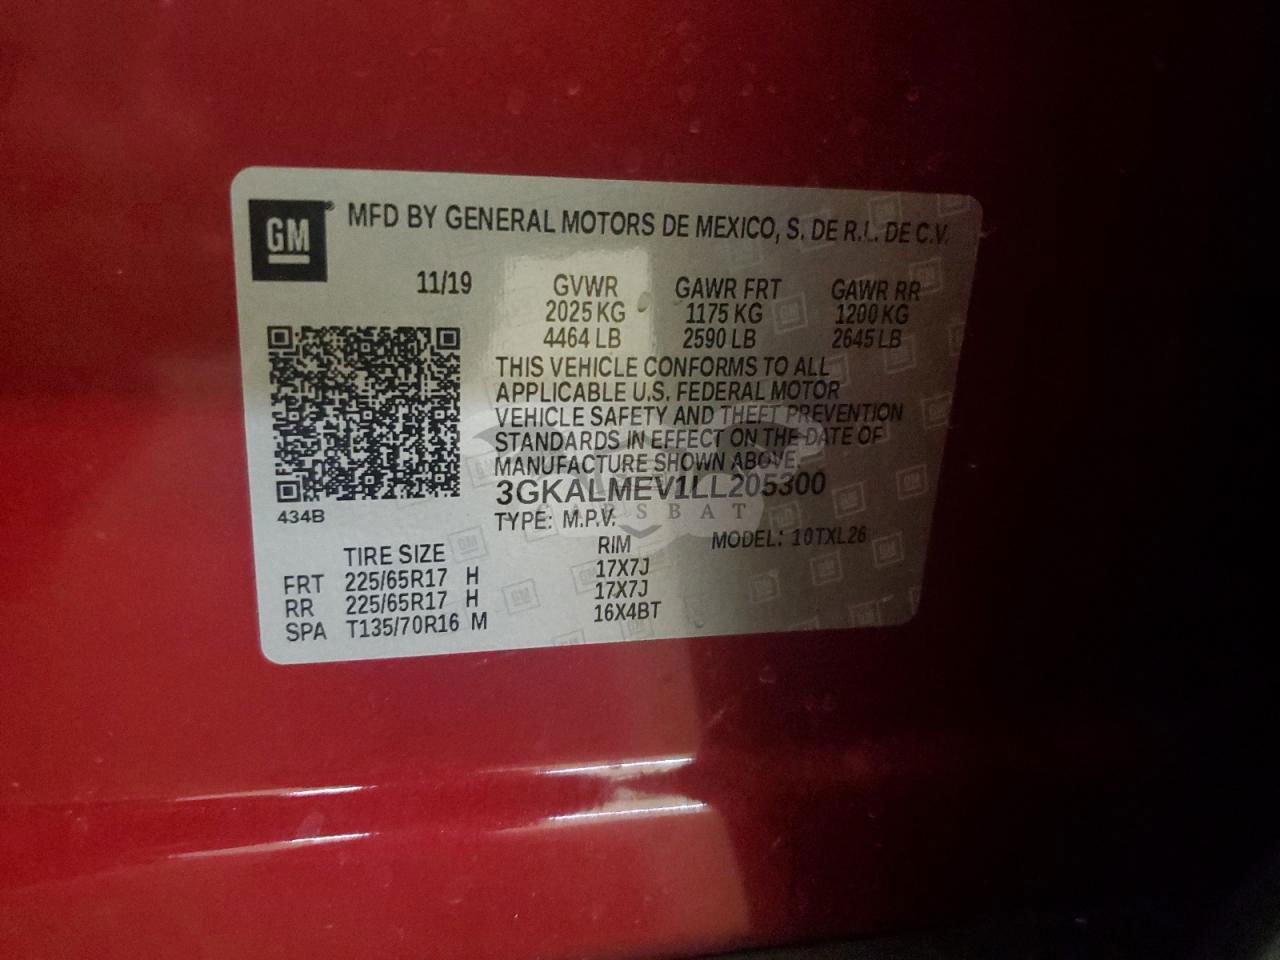 GM ® MFD BY GENERAL MOTORS DE MEXICO, S. DE R.L. DE C.V.
11/19 GVWR GAWR FRT GAWR RR
2025 KG 1175 KG 1200 KG
4464 LB 2590 LB 2645 LB
THIS VEHICLE CONFORMS TO ALL
APPLICABLE U.S. FEDERAL MOTOR
VEHICLE SAFETY AND THEFT PREVENTION
STANDARDS IN EFFECT ON THE DATE OF
MANUFACTURE SHOWN ABOVE.
3GKALMEV1LL205300
CARSBAT
434B
TYPE: M.P.V. MODEL: 10TXL26
TIRE SIZE RIM
FRT 225/65R17 H 17X7J
RR 225/65R17 H 17X7J
SPA T135/70R16 M 16X4BT